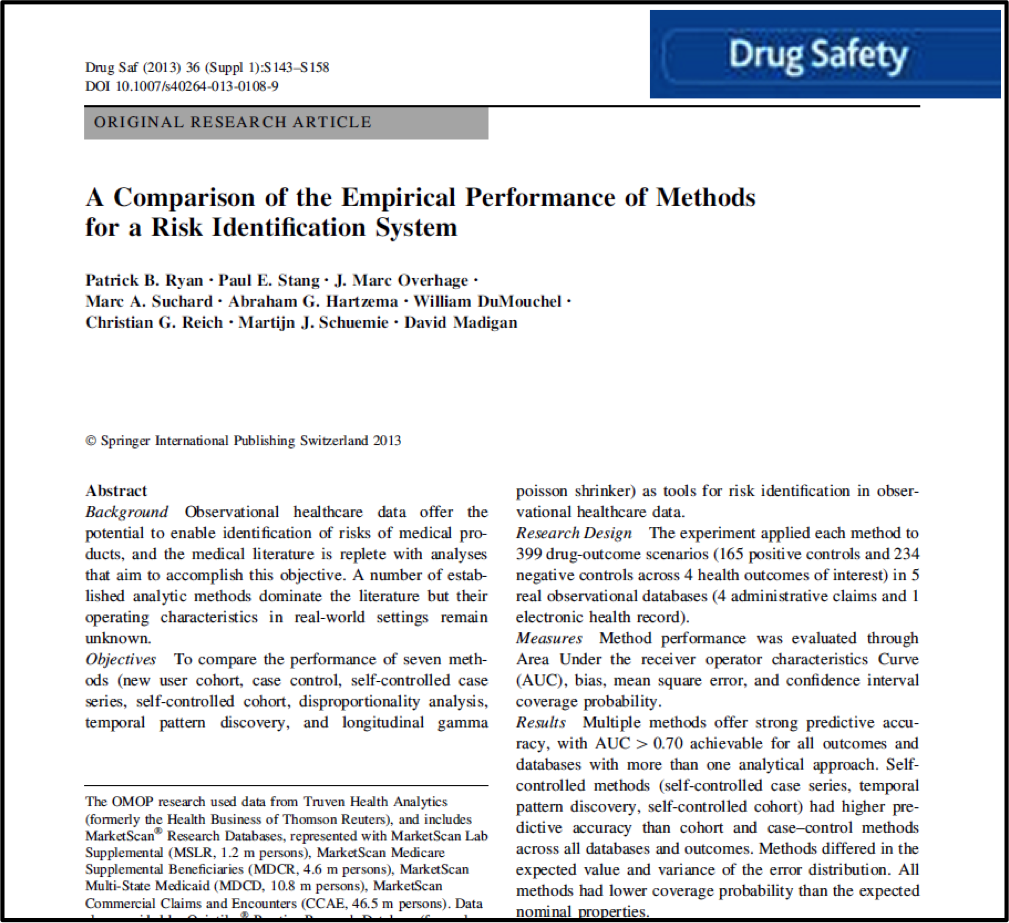 Drug Safety
Drug Saf (2013) 36 (Suppl 1):S143–S158
DOI 10.1007/s40264-013-0108-9
ORIGINAL RESEARCH ARTICLE
A Comparison of the Empirical Performance of Methods
for a Risk Identification System
Patrick B. Ryan · Paul E. Stang · J. Marc Overhage ·
Marc A. Suchard · Abraham G. Hartzema · William DuMouchel ·
Christian G. Reich · Martijn J. Schuemie · David Madigan
© Springer International Publishing Switzerland 2013
Abstract
Background Observational healthcare data offer the
potential to enable identification of risks of medical pro-
ducts, and the medical literature is replete with analyses
that aim to accomplish this objective. A number of estab-
lished analytic methods dominate the literature but their
operating characteristics in real-world settings remain
unknown.
Objectives To compare the performance of seven meth-
ods (new user cohort, case control, self-controlled case
series, self-controlled cohort, disproportionality analysis,
temporal pattern discovery, and longitudinal gamma
The OMOP research used data from Truven Health Analytics
(formerly the Health Business of Thomson Reuters), and includes
MarketScan® Research Databases, represented with MarketScan Lab
Supplemental (MSLR, 1.2 m persons), MarketScan Medicare
Supplemental Beneficiaries (MDCR, 4.6 m persons), MarketScan
Multi-State Medicaid (MDCD, 10.8 m persons), MarketScan
Commercial Claims and Encounters (CCAE, 46.5 m persons). Data
poisson shrinker) as tools for risk identification in obser-
vational healthcare data.
Research Design The experiment applied each method to
399 drug-outcome scenarios (165 positive controls and 234
negative controls across 4 health outcomes of interest) in 5
real observational databases (4 administrative claims and 1
electronic health record).
Measures Method performance was evaluated through
Area Under the receiver operator characteristics Curve
(AUC), bias, mean square error, and confidence interval
coverage probability.
Results Multiple methods offer strong predictive accu-
racy, with AUC > 0.70 achievable for all outcomes and
databases with more than one analytical approach. Self-
controlled methods (self-controlled case series, temporal
pattern discovery, self-controlled cohort) had higher pre-
dictive accuracy than cohort and case–control methods
across all databases and outcomes. Methods differed in the
expected value and variance of the error distribution. All
methods had lower coverage probability than the expected
nominal properties.